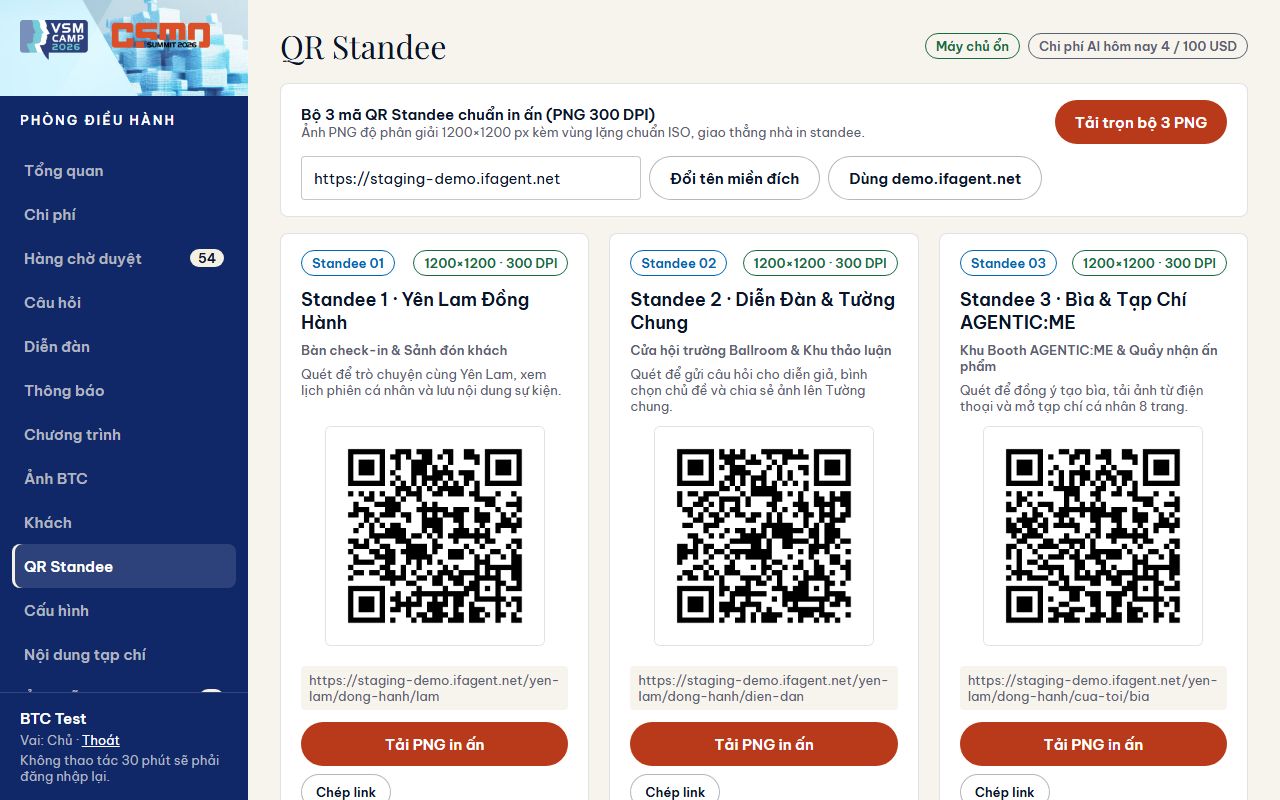 VSM
CAMP
2026
CSMO
SUMMIT 2026
PHÒNG ĐIỀU HÀNH
Tổng quan
Chi phí
Hàng chờ duyệt 54
Câu hỏi
Diễn đàn
Thông báo
Chương trình
Ảnh BTC
Khách
QR Standee
Cấu hình
Nội dung tạp chí
BTC Test
Vai: Chủ · Thoát
Không thao tác 30 phút sẽ phải
đăng nhập lại.
QR Standee
Máy chủ ổn
Chi phí AI hôm nay 4 / 100 USD
Bộ 3 mã QR Standee chuẩn in ấn (PNG 300 DPI)
Ảnh PNG độ phân giải 1200×1200 px kèm vùng lặng chuẩn ISO, giao thẳng nhà in standee.
Tải trọn bộ 3 PNG
https://staging-demo.ifagent.net
Đổi tên miền đích
Dùng demo.ifagent.net
Standee 01
1200×1200 · 300 DPI
Standee 1 · Yên Lam Đồng
Hành
Bàn check-in & Sảnh đón khách
Quét để trò chuyện cùng Yên Lam, xem
lịch phiên cá nhân và lưu nội dung sự kiện.
https://staging-demo.ifagent.net/yen-
lam/dong-hanh/lam
Tải PNG in ấn
Chép link
Standee 02
1200×1200 · 300 DPI
Standee 2 · Diễn Đàn & Tường
Chung
Cửa hội trường Ballroom & Khu thảo luận
Quét để gửi câu hỏi cho diễn giả, bình
chọn chủ đề và chia sẻ ảnh lên Tường
chung.
https://staging-demo.ifagent.net/yen-
lam/dong-hanh/dien-dan
Tải PNG in ấn
Chép link
Standee 03
1200×1200 · 300 DPI
Standee 3 · Bìa & Tạp Chí
AGENTIC:ME
Khu Booth AGENTIC:ME & Quầy nhận ấn
phẩm
Quét để đồng ý tạo bìa, tải ảnh từ điện
thoại và mở tạp chí cá nhân 8 trang.
https://staging-demo.ifagent.net/yen-
lam/dong-hanh/cua-toi/bia
Tải PNG in ấn
Chép link